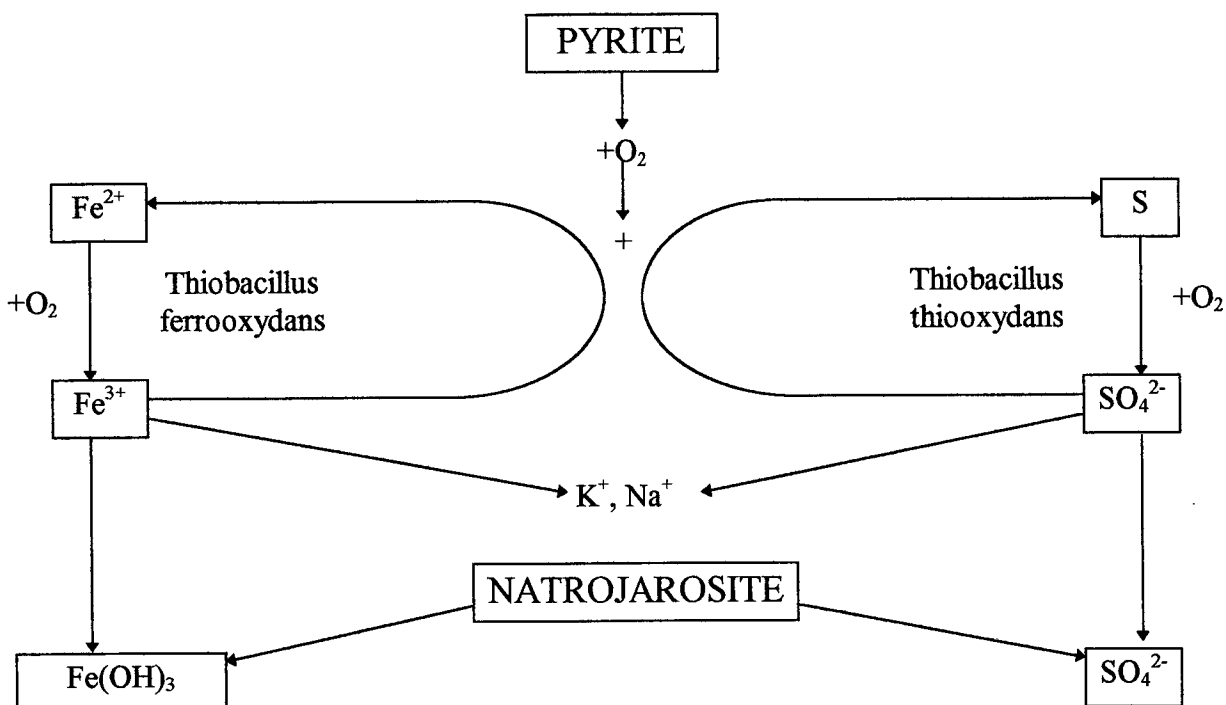 PYRITE
+O₂
Fe²⁺
+
S
+O₂
Thiobacillus
ferrooxydans
Thiobacillus
thiooxydans
+O₂
Fe³⁺
SO₄²⁻
K⁺, Na⁺
NATROJAROSITE
Fe(OH)₃
SO₄²⁻